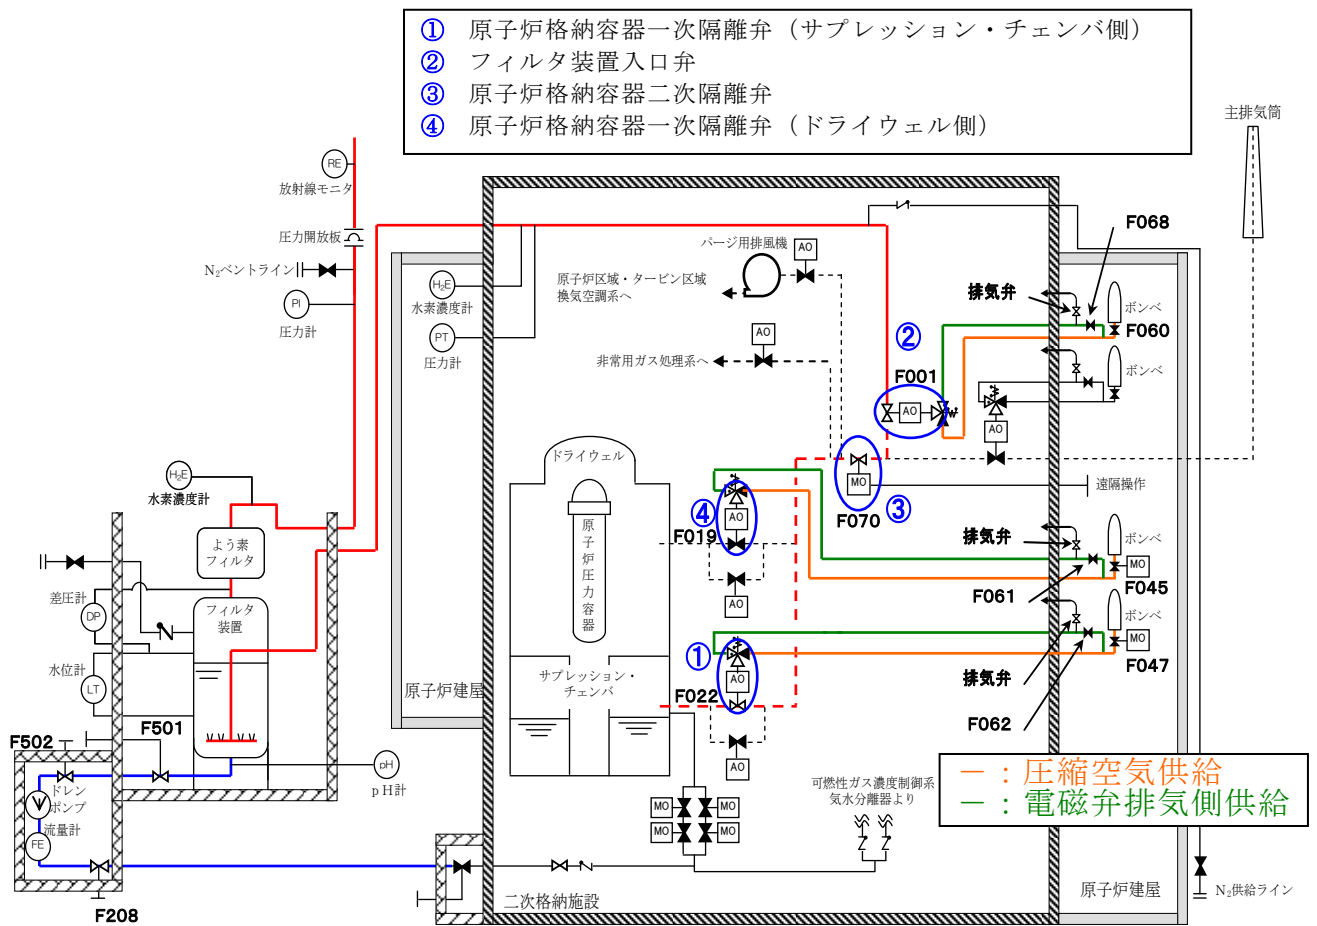 ① 原子炉格納容器一次隔離弁（サプレッション・チェンバ側）
② フィルタ装置入口弁
③ 原子炉格納容器二次隔離弁
④ 原子炉格納容器一次隔離弁（ドライウェル側）
主排気筒
RE
放射線モニタ
圧力開放板
N₂ベントライン
PI
圧力計
H₂E
水素濃度計
PT
圧力計
パージ用排風機
AO
原子炉区域・タービン区域
換気空調系へ
AO
非常用ガス処理系へ
F068
排気弁
ボンベ
F060
ボンベ
②
F001
AO
AO
ドライウェル
原子炉圧力容器
H₂E
水素濃度計
よう素
フィルタ
④
F019
AO
AO
MO
F070
③
遠隔操作
排気弁
ボンベ
MO
F045
F061
差圧計
DP
フィルタ
装置
水位計
LT
サプレッション・
チェンバ
①
F022
AO
AO
ボンベ
MO
F047
排気弁
F062
原子炉建屋
F501
F502
ドレン
ポンプ
流量計
FE
pH
pH計
F208
MO
MO
MO
MO
可燃性ガス濃度制御系
気水分離器より
－：圧縮空気供給
－：電磁弁排気側供給
二次格納施設
原子炉建屋
N₂供給ライン